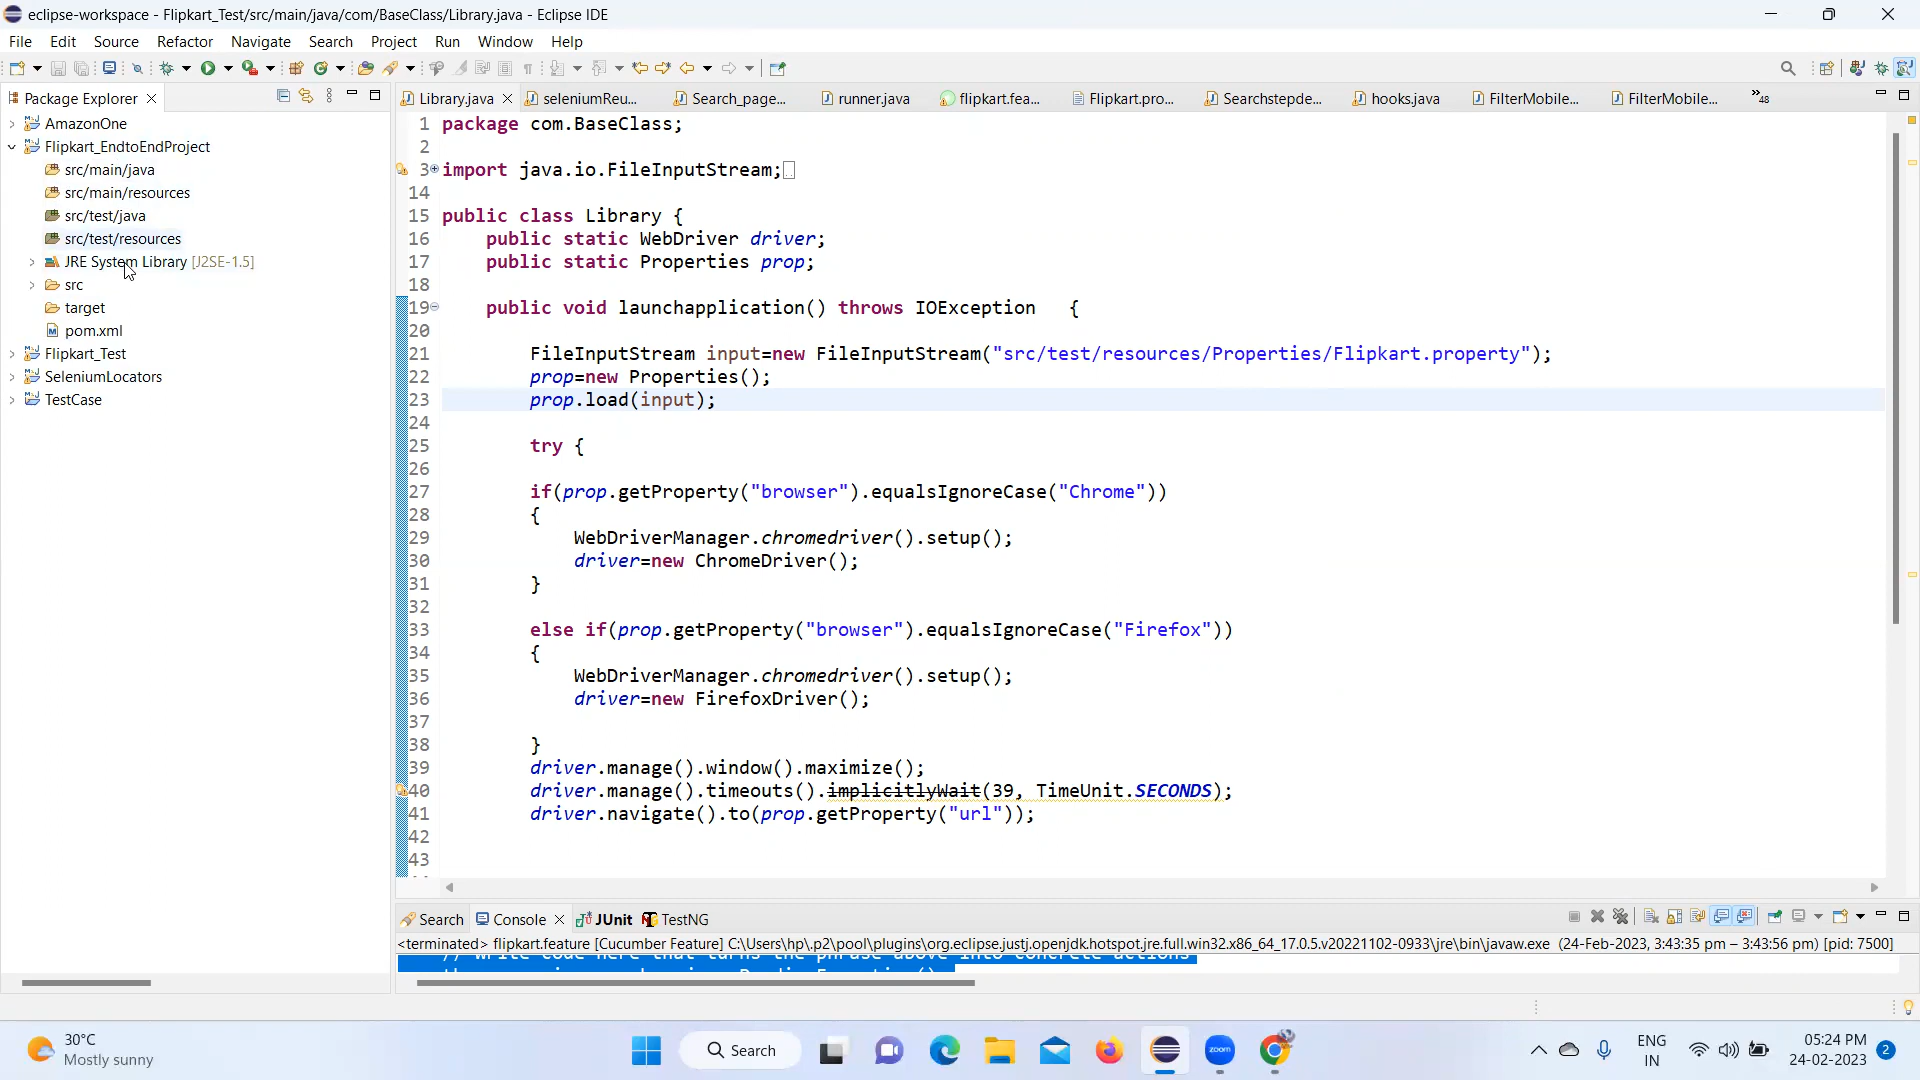 eclipse-workspace - Flipkart_Test/src/main/java/com/BaseClass/Library.java - Eclipse IDE
File Edit Source Refactor Navigate Search Project Run Window Help
Package Explorer
AmazonOne
Flipkart_EndtoEndProject
src/main/java
src/main/resources
src/test/java
src/test/resources
JRE System Library [J2SE-1.5]
src
target
pom.xml
Flipkart_Test
SeleniumLocators
TestCase
Library.java seleniumReu... Search_page... runner.java flipkart.fea... Flipkart.pro... Searchstepde... hooks.java FilterMobile... FilterMobile... »48
1 package com.BaseClass;
2
3 import java.io.FileInputStream;
14
15 public class Library {
16 public static WebDriver driver;
17 public static Properties prop;
18
19 public void launchapplication() throws IOException {
20
21 FileInputStream input=new FileInputStream("src/test/resources/Properties/Flipkart.property");
22 prop=new Properties();
23 prop.load(input);
24
25 try {
26
27 if(prop.getProperty("browser").equalsIgnoreCase("Chrome"))
28 {
29 WebDriverManager.chromedriver().setup();
30 driver=new ChromeDriver();
31 }
32
33 else if(prop.getProperty("browser").equalsIgnoreCase("Firefox"))
34 {
35 WebDriverManager.chromedriver().setup();
36 driver=new FirefoxDriver();
37
38 }
39 driver.manage().window().maximize();
40 driver.manage().timeouts().implicitlyWait(39, TimeUnit.SECONDS);
41 driver.navigate().to(prop.getProperty("url"));
42
43
Search Console JUnit TestNG
<terminated> flipkart.feature [Cucumber Feature] C:\Users\hp\.p2\pool\plugins\org.eclipse.justj.openjdk.hotspot.jre.full.win32.x86_64_17.0.5.v20221102-0933\jre\bin\javaw.exe (24-Feb-2023, 3:43:35 pm – 3:43:56 pm) [pid: 7500]
// Write code here that turns the phrase above into concrete actions
30°C
Mostly sunny
Search
zoom
ENG
IN
05:24 PM
24-02-2023
2